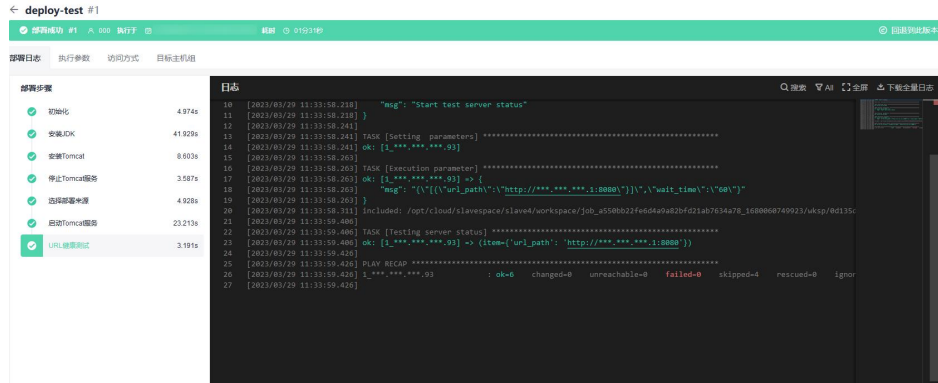 ← deploy-test #1
部署成功 #1 000 执行于 耗时 01分31秒 回退到此版本
部署日志 执行参数 访问方式 目标主机组
部署步骤
初始化 4.974s
安装JDK 41.929s
安装Tomcat 8.603s
停止Tomcat服务 3.587s
选择部署来源 4.928s
启动Tomcat服务 23.213s
URL健康测试 3.191s
日志 搜索 All 全屏 下载全量日志
10 [2023/03/29 11:33:58.218] "msg": "Start test server status"
11 [2023/03/29 11:33:58.218] }
12 [2023/03/29 11:33:58.241]
13 [2023/03/29 11:33:58.241] TASK [Setting parameters] *****************************************************
14 [2023/03/29 11:33:58.241] ok: [1_***.***.***.93]
15 [2023/03/29 11:33:58.263]
16 [2023/03/29 11:33:58.263] TASK [Execution parameter] *****************************************************
17 [2023/03/29 11:33:58.263] ok: [1_***.***.***.93] => {
18 [2023/03/29 11:33:58.263] "msg": "{\"[{\"url_path\":\"http://***.***.***.1:8080\"}]\",\"wait_time\":\"60\"}"
19 [2023/03/29 11:33:58.263] }
20 [2023/03/29 11:33:58.311] included: /opt/cloud/slavespace/slave4/workspace/job_a550bb22fe6d4a9a82bfd21ab7634a78_1680060749923/wksp/0d135c
21 [2023/03/29 11:33:59.406]
22 [2023/03/29 11:33:59.406] TASK [Testing server status] ***************************************************
23 [2023/03/29 11:33:59.406] ok: [1_***.***.***.93] => (item={'url_path': 'http://***.***.***.1:8080'})
24 [2023/03/29 11:33:59.426]
25 [2023/03/29 11:33:59.426] PLAY RECAP *********************************************************************
26 [2023/03/29 11:33:59.426] 1_***.***.***.93 : ok=6 changed=0 unreachable=0 failed=0 skipped=4 rescued=0 ignor
27 [2023/03/29 11:33:59.426]